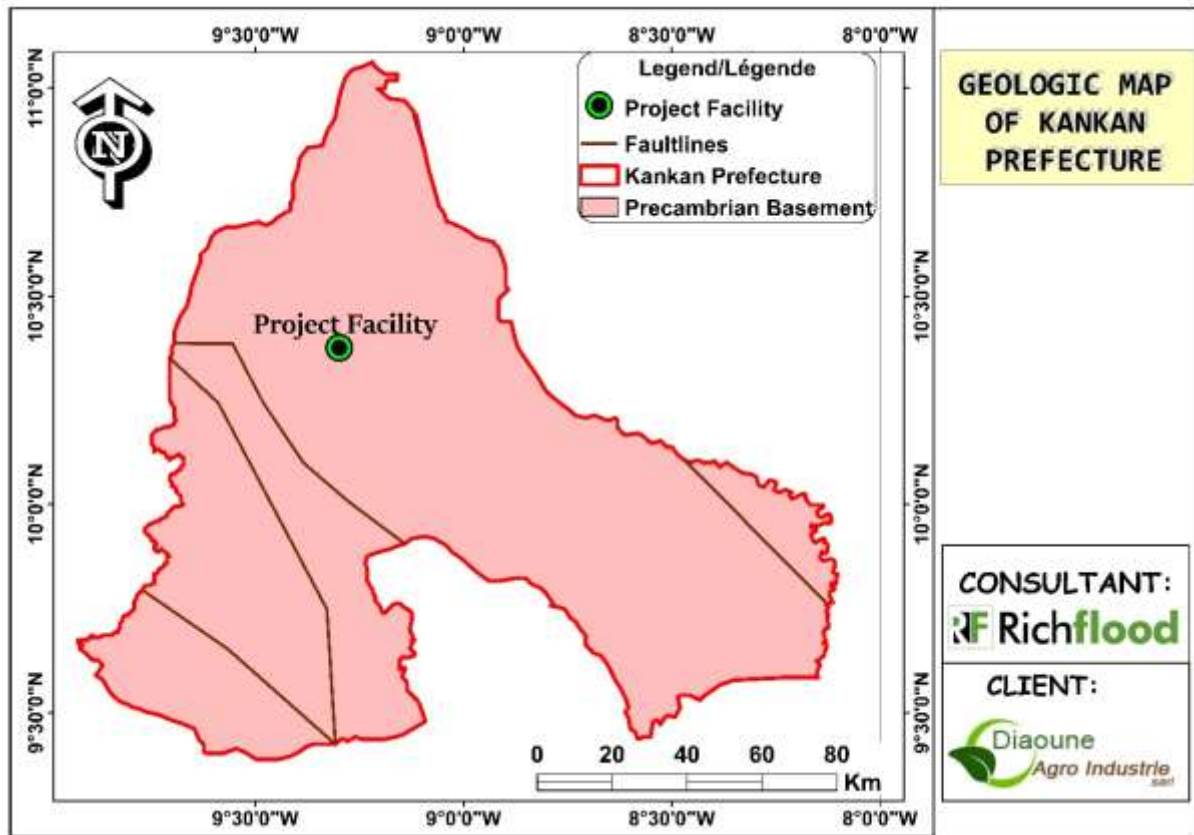 9°30'0"W 9°0'0"W 8°30'0"W 8°0'0"W
11°0'0"N
10°30'0"N
10°0'0"N
9°30'0"N
N
Legend/Légende
Project Facility
Faultlines
Kankan Prefecture
Precambrian Basement
Project Facility
0 20 40 60 80
Km
11°0'0"N
10°30'0"N
10°0'0"N
9°30'0"N
9°30'0"W 9°0'0"W 8°30'0"W 8°0'0"W
GEOLOGIC MAP
OF KANKAN
PREFECTURE
CONSULTANT:
RF Richflood
CLIENT:
Diaoune
Agro Industrie
sarl